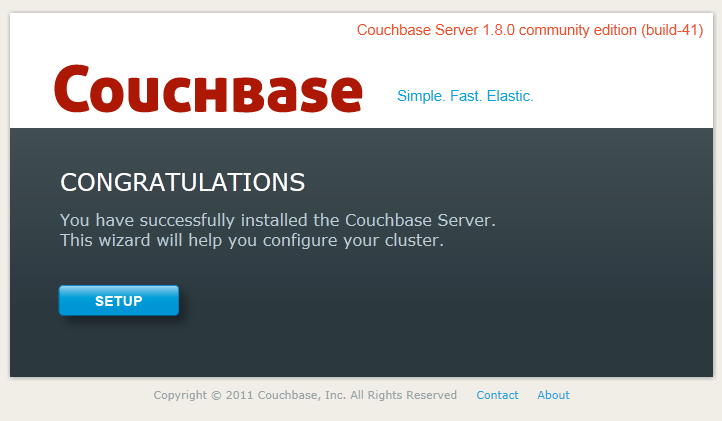 Couchbase Server 1.8.0 community edition (build-41)
Couchbase
Simple. Fast. Elastic.
CONGRATULATIONS
You have successfully installed the Couchbase Server.
This wizard will help you configure your cluster.
SETUP
Copyright © 2011 Couchbase, Inc. All Rights Reserved Contact About